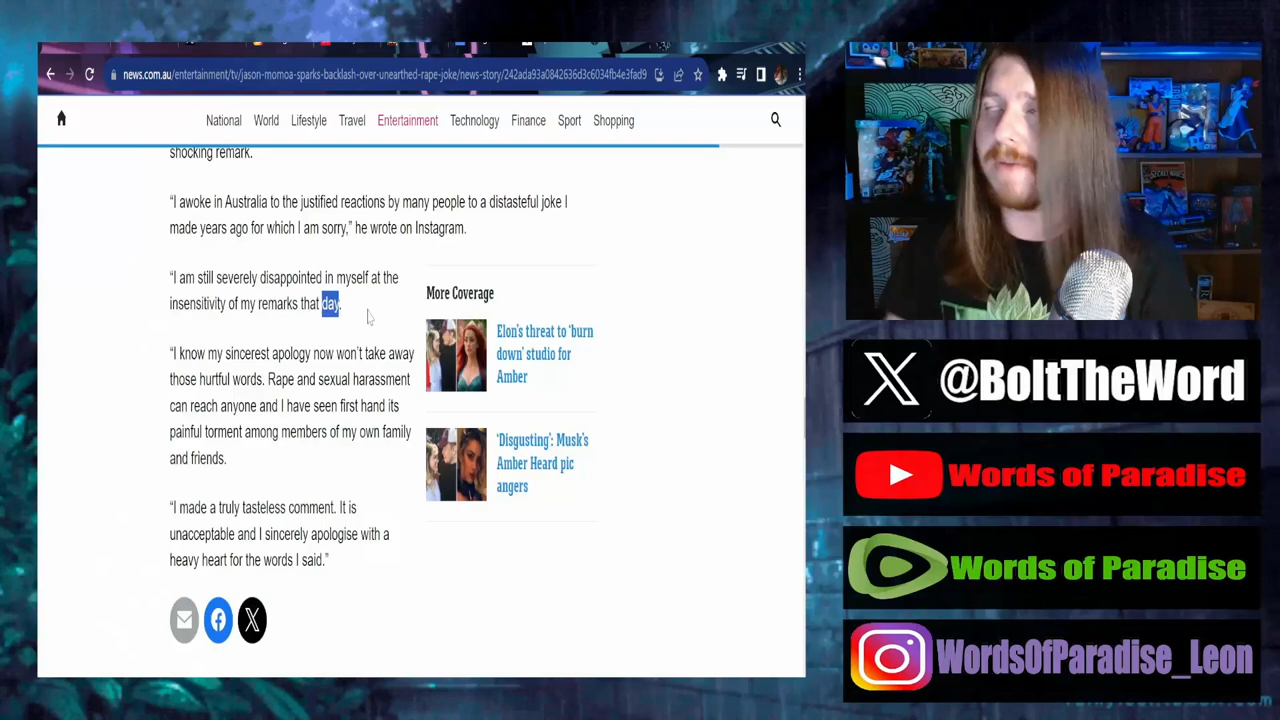 news.com.au/entertainment/tv/jason-momoa-sparks-backlash-over-unearthed-rape-joke/news-story/242ada93a0842636d3c6034fb4e3fad9
National World Lifestyle Travel Entertainment Technology Finance Sport Shopping
shocking remark.
“I awoke in Australia to the justified reactions by many people to a distasteful joke I
made years ago for which I am sorry,” he wrote on Instagram.
“I am still severely disappointed in myself at the
insensitivity of my remarks that day.
“I know my sincerest apology now won’t take away
those hurtful words. Rape and sexual harassment
can reach anyone and I have seen first hand its
painful torment among members of my own family
and friends.
“I made a truly tasteless comment. It is
unacceptable and I sincerely apologise with a
heavy heart for the words I said.”
More Coverage
Elon’s threat to ‘burn
down’ studio for
Amber
‘Disgusting’: Musk’s
Amber Heard pic
angers
X @BoltTheWord
Words of Paradise
Words of Paradise
WordsOfParadise_Leon